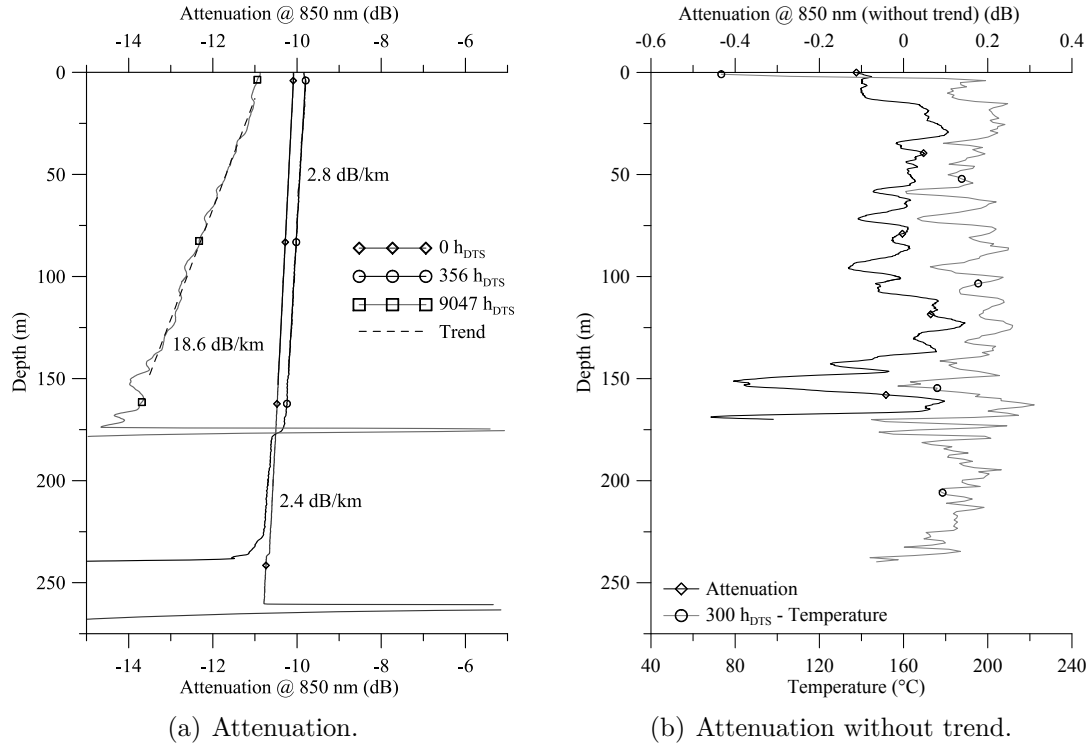 Attenuation @ 850 nm (dB)
-14 -12 -10 -8 -6
0
50
100
150
200
250
Depth (m)
2.8 dB/km
0 h_DTS
356 h_DTS
9047 h_DTS
Trend
18.6 dB/km
2.4 dB/km
-14 -12 -10 -8 -6
Attenuation @ 850 nm (dB)
(a) Attenuation.
Attenuation @ 850 nm (without trend) (dB)
-0.6 -0.4 -0.2 0 0.2 0.4
0
50
100
150
200
250
Depth (m)
Attenuation
300 h_DTS - Temperature
40 80 120 160 200 240
Temperature (°C)
(b) Attenuation without trend.